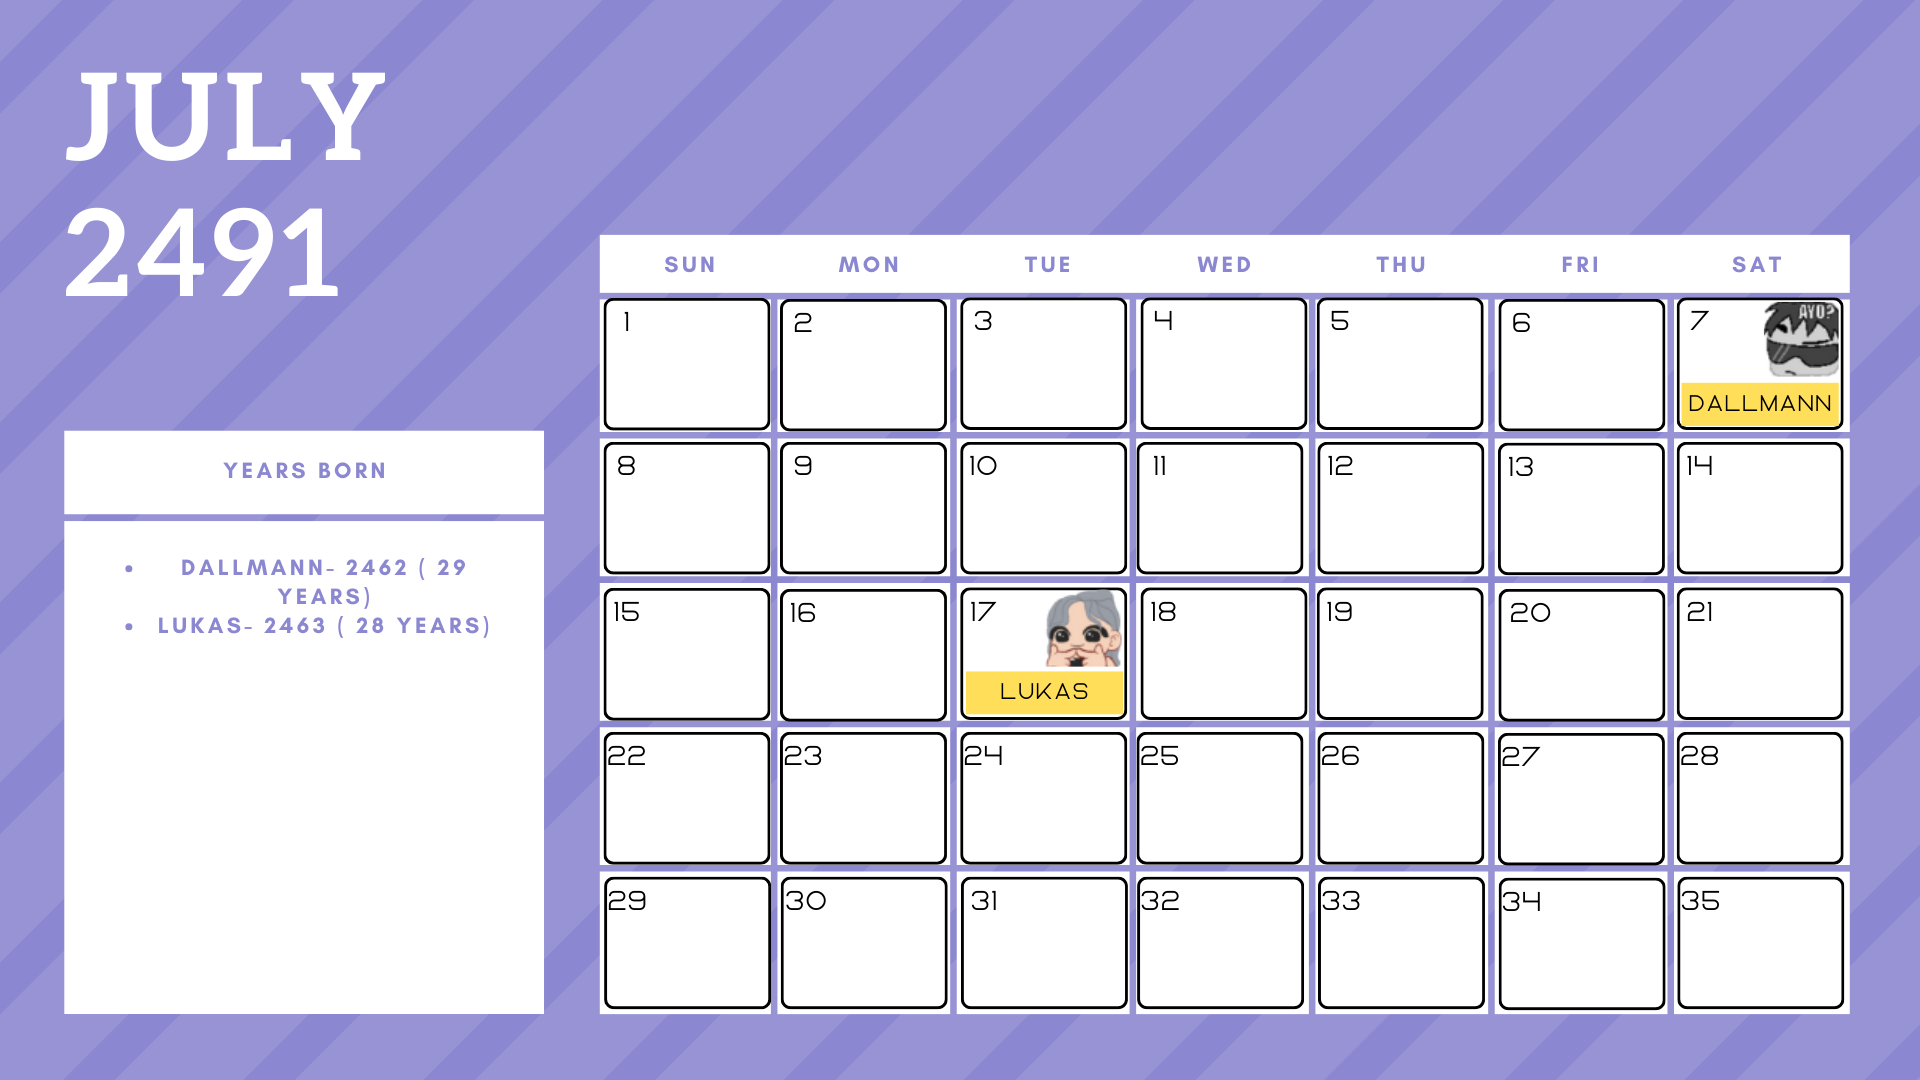 JULY
2491
SUN MON TUE WED THU FRI SAT
1 2 3 4 5 6 7 AYO?
DALLMANN
YEARS BORN
8 9 10 11 12 13 14
DALLMANN- 2462 ( 29
YEARS)
LUKAS- 2463 ( 28 YEARS)
15 16 17 18 19 20 21
LUKAS
22 23 24 25 26 27 28
29 30 31 32 33 34 35